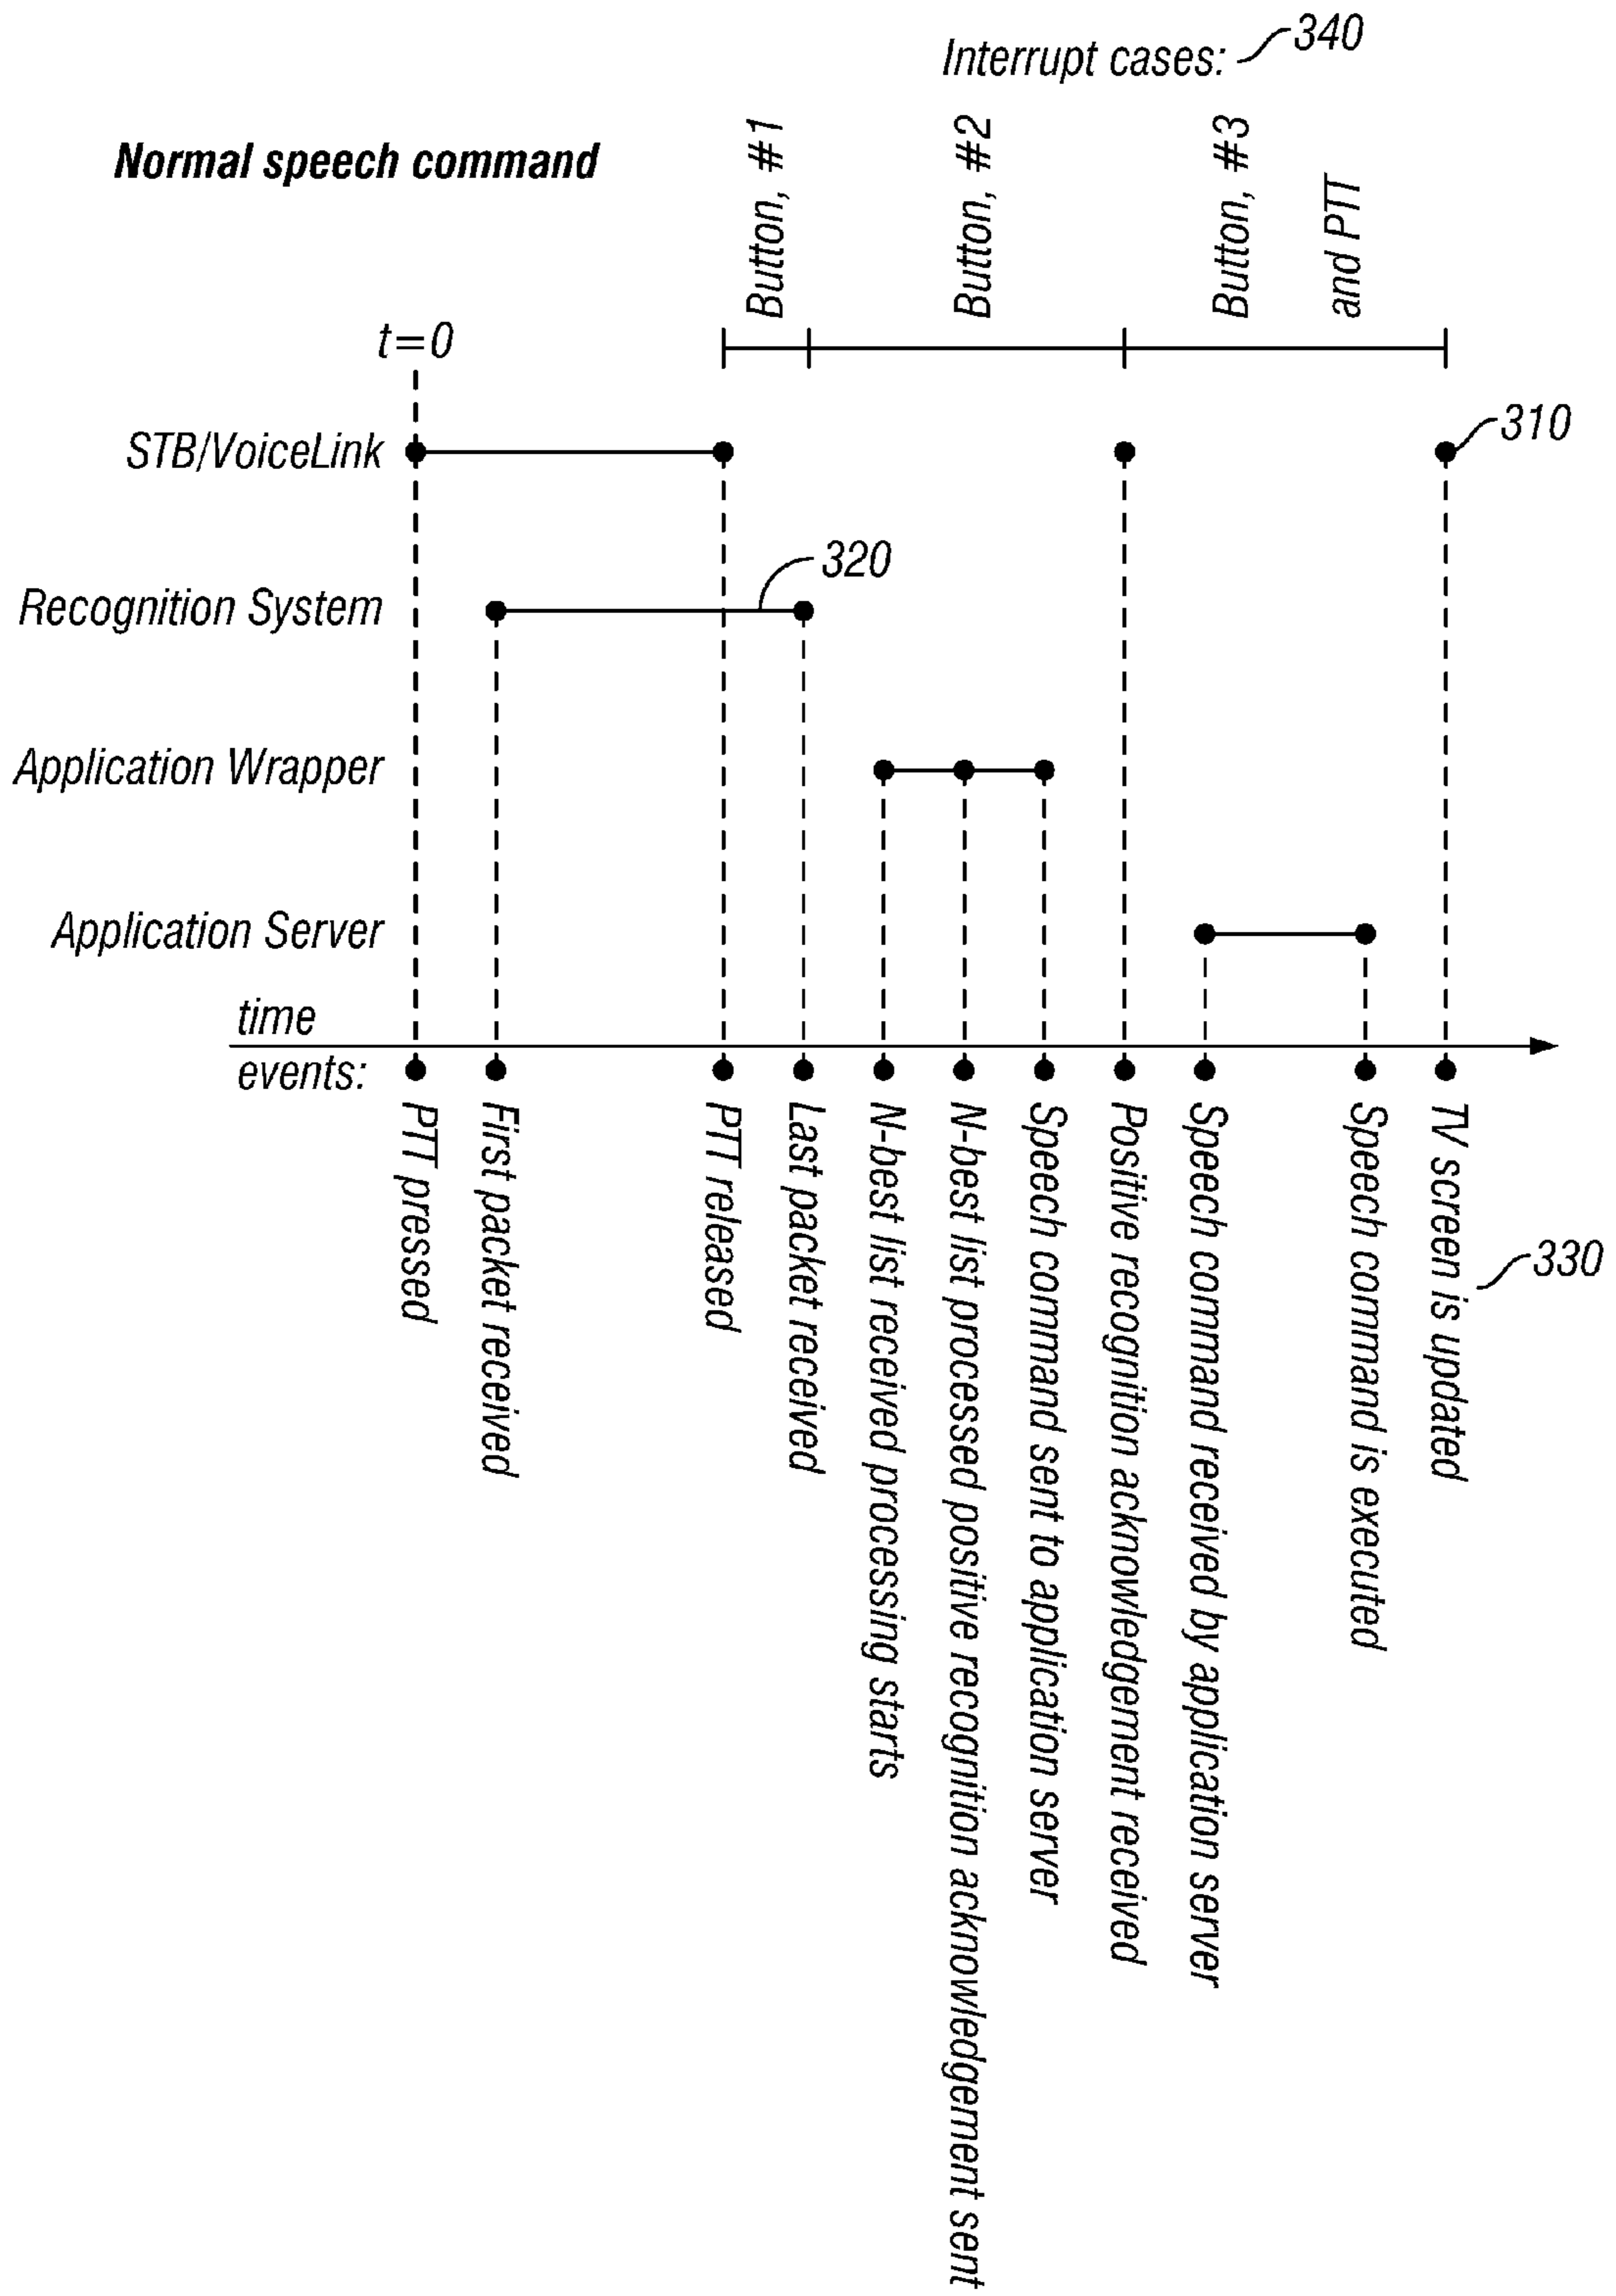 Interrupt cases: 340
Normal speech command
Button, #1
Button, #2
Button, #3
and PTT
t=0
STB/VoiceLink
310
320
Recognition System
Application Wrapper
Application Server
time
events:
PTT pressed
First packet received
PTT released
Last packet received
N-best list received processing starts
N-best list processed positive recognition acknowledgement sent
Speech command sent to application server
Positive recognition acknowledgement received
Speech command received by application server
Speech command is executed
TV screen is updated
330